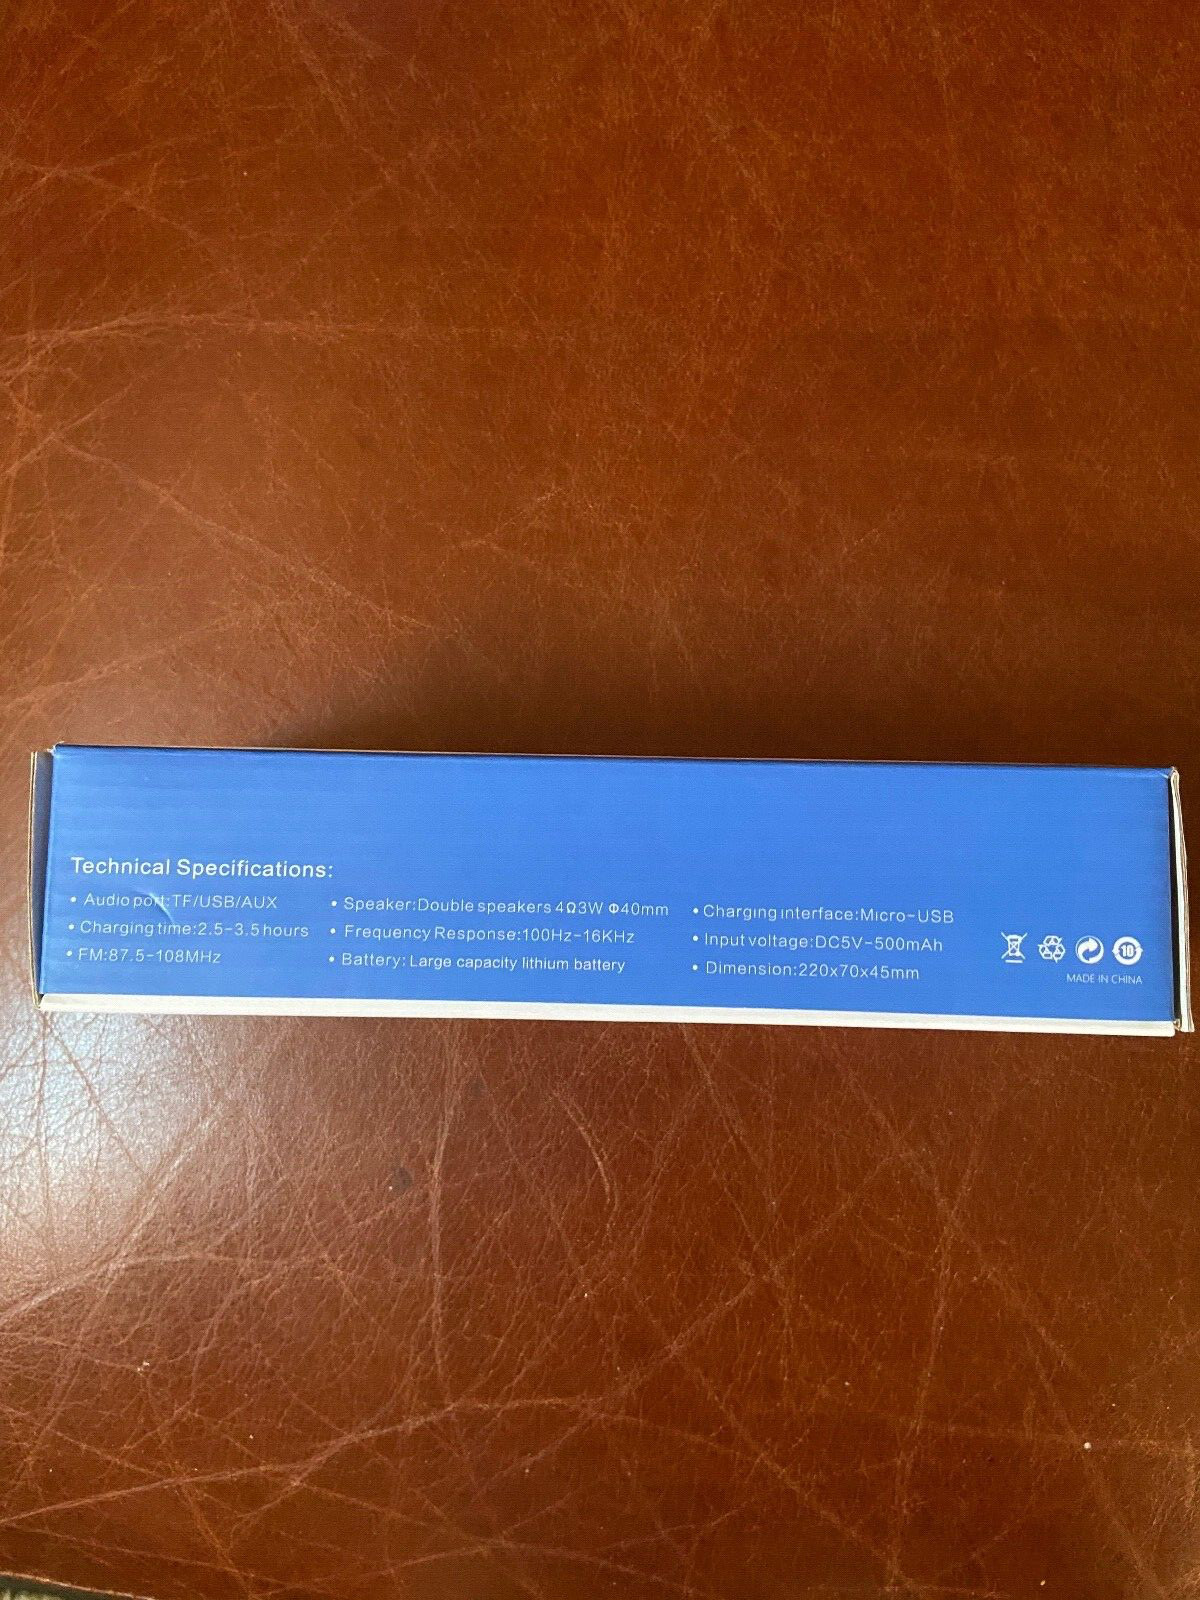 Technical Specifications:
• Audio port:TF/USB/AUX
• Charging time:2.5-3.5 hours
• FM:87.5-108MHz
• Speaker:Double speakers 4Ω3W Φ40mm
• Frequency Response:100Hz-16KHz
• Battery: Large capacity lithium battery
• Charging interface:Micro-USB
• Input voltage:DC5V-500mAh
• Dimension:220x70x45mm
10
MADE IN CHINA